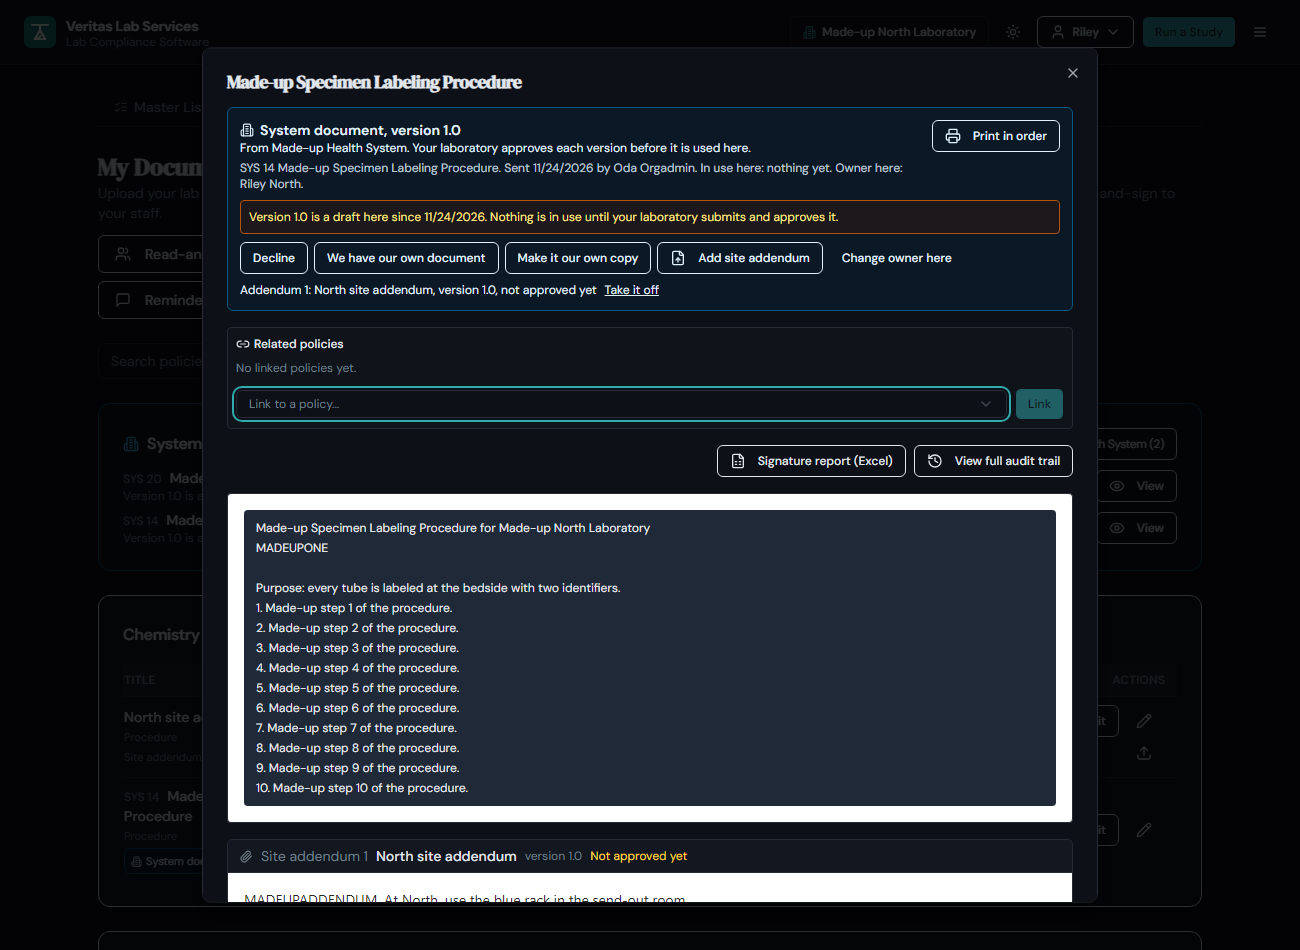 Veritas Lab Services
Lab Compliance Software
Made-up North Laboratory
Riley
Run a Study
Master Lis
My Docum
Upload your lab
and-sign to
your staff.
Read-an
Reminde
Search policie
System
h System (2)
SYS 20 Made
Version 1.0 is a
View
SYS 14 Made
Version 1.0 is a
View
Chemistry
TITLE
ACTIONS
North site a
Procedure
Site addendum
it
SYS 14 Made
Procedure
Procedure
System doc
it
Made-up Specimen Labeling Procedure
System document, version 1.0
From Made-up Health System. Your laboratory approves each version before it is used here.
SYS 14 Made-up Specimen Labeling Procedure. Sent 11/24/2026 by Oda Orgadmin. In use here: nothing yet. Owner here:
Riley North.
Print in order
Version 1.0 is a draft here since 11/24/2026. Nothing is in use until your laboratory submits and approves it.
Decline
We have our own document
Make it our own copy
Add site addendum
Change owner here
Addendum 1: North site addendum, version 1.0, not approved yet Take it off
Related policies
No linked policies yet.
Link to a policy...
Link
Signature report (Excel)
View full audit trail
Made-up Specimen Labeling Procedure for Made-up North Laboratory
MADEUPONE
Purpose: every tube is labeled at the bedside with two identifiers.
1. Made-up step 1 of the procedure.
2. Made-up step 2 of the procedure.
3. Made-up step 3 of the procedure.
4. Made-up step 4 of the procedure.
5. Made-up step 5 of the procedure.
6. Made-up step 6 of the procedure.
7. Made-up step 7 of the procedure.
8. Made-up step 8 of the procedure.
9. Made-up step 9 of the procedure.
10. Made-up step 10 of the procedure.
Site addendum 1 North site addendum version 1.0 Not approved yet
MADEUPADDENDUM. At North, use the blue rack in the send-out room.